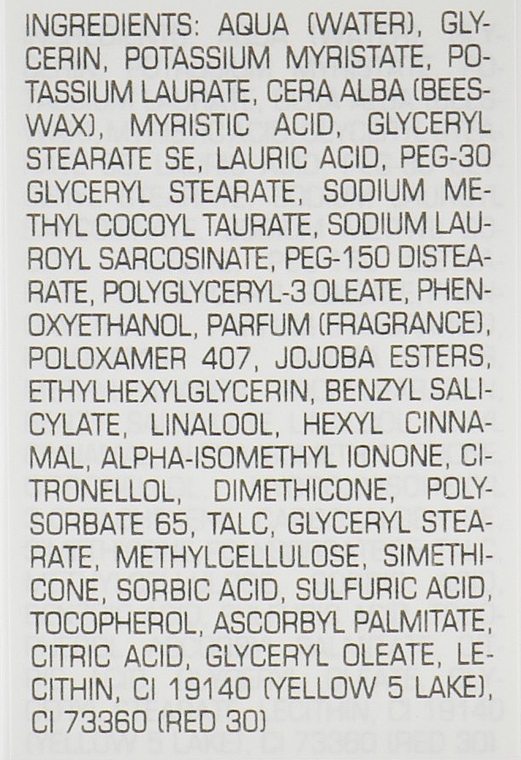 INGREDIENTS: AQUA (WATER), GLY-
CERIN, POTASSIUM MYRISTATE, PO-
TASSIUM LAURATE, CERA ALBA (BEES-
WAX), MYRISTIC ACID, GLYCERYL
STEARATE SE, LAURIC ACID, PEG-30
GLYCERYL STEARATE, SODIUM ME-
THYL COCOYL TAURATE, SODIUM LAU-
ROYL SARCOSINATE, PEG-150 DISTEA-
RATE, POLYGLYCERYL-3 OLEATE, PHEN-
OXYETHANOL, PARFUM (FRAGRANCE),
POLOXAMER 407, JOJOBA ESTERS,
ETHYLHEXYLGLYCERIN, BENZYL SALI-
CYLATE, LINALOOL, HEXYL CINNA-
MAL, ALPHA-ISOMETHYL IONONE, CI-
TRONELLOL, DIMETHICONE, POLY-
SORBATE 65, TALC, GLYCERYL STEA-
RATE, METHYLCELLULOSE, SIMETHI-
CONE, SORBIC ACID, SULFURIC ACID,
TOCOPHEROL, ASCORBYL PALMITATE,
CITRIC ACID, GLYCERYL OLEATE, LE-
CITHIN, CI 19140 (YELLOW 5 LAKE),
CI 73360 (RED 30)